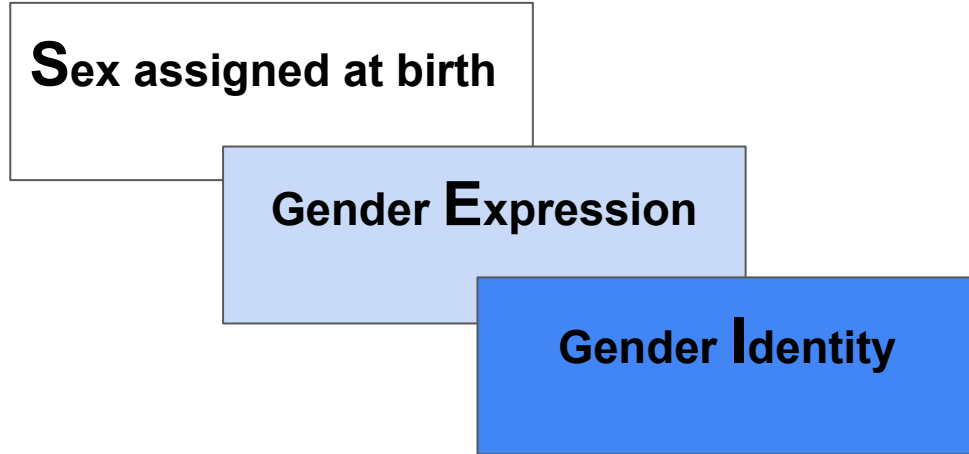 Sex assigned at birth
Gender Expression
Gender Identity